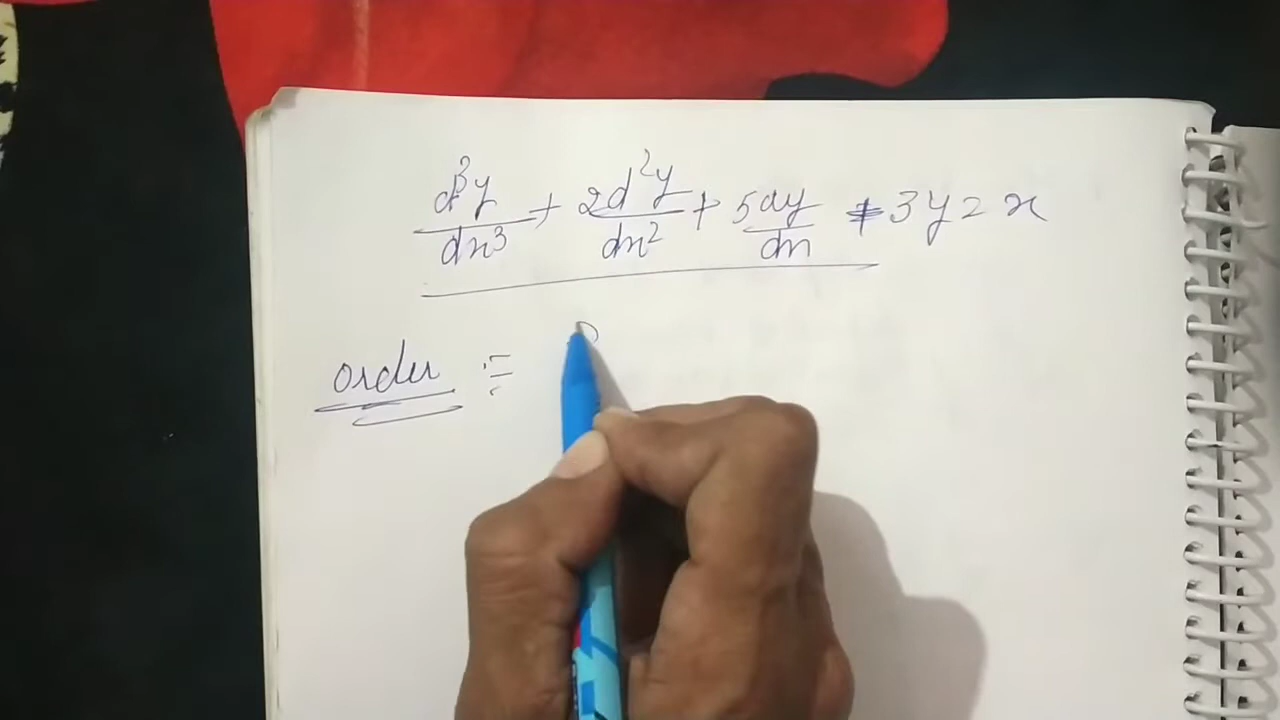 d³y/dx³ + 2d²y/dx² + 5dy/dx + 3y = x
order :-